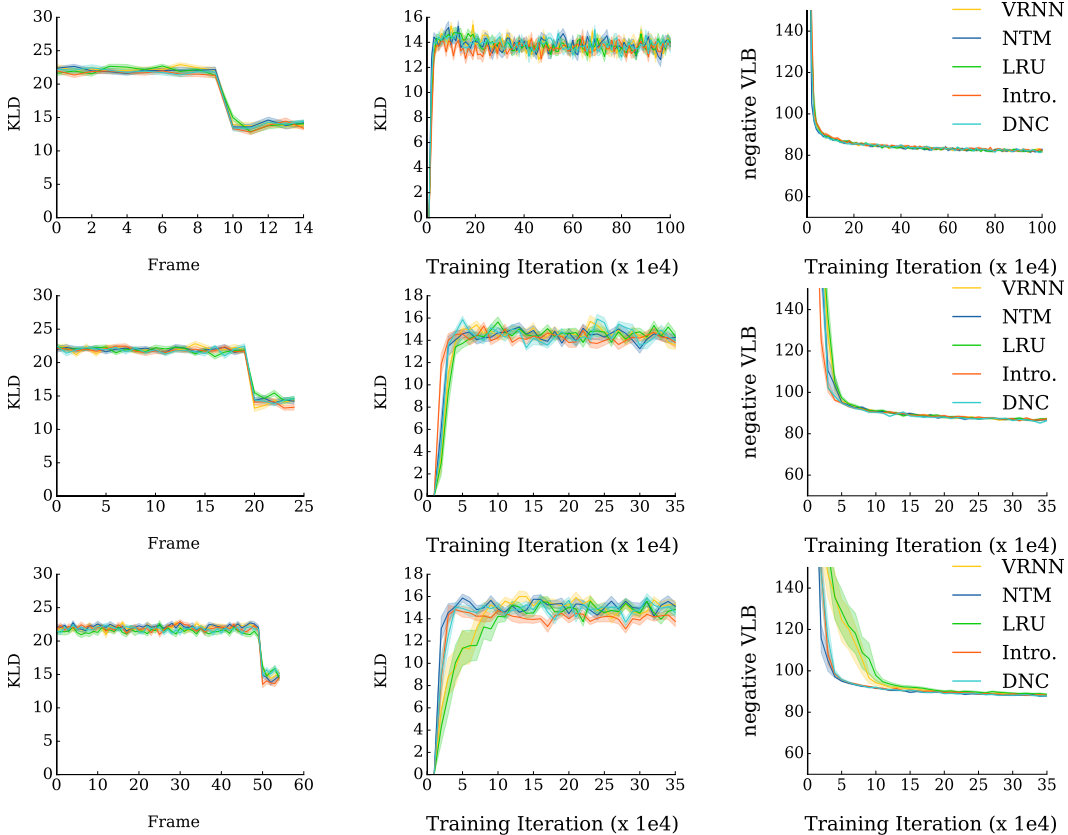 30
25
20
15
10
5
0
KLD
0 2 4 6 8 10 12 14
Frame
16
14
12
10
8
6
4
2
0
KLD
0 20 40 60 80 100
Training Iteration (x 1e4)
140
120
100
80
60
negative VLB
0 20 40 60 80 100
Training Iteration (x 1e4)
VRNN
NTM
LRU
Intro.
DNC
30
25
20
15
10
5
0
KLD
0 5 10 15 20 25
Frame
18
16
14
12
10
8
6
4
2
0
KLD
0 5 10 15 20 25 30 35
Training Iteration (x 1e4)
140
120
100
80
60
negative VLB
0 5 10 15 20 25 30 35
Training Iteration (x 1e4)
VRNN
NTM
LRU
Intro.
DNC
30
25
20
15
10
5
0
KLD
0 10 20 30 40 50 60
Frame
18
16
14
12
10
8
6
4
2
0
KLD
0 5 10 15 20 25 30 35
Training Iteration (x 1e4)
140
120
100
80
60
negative VLB
0 5 10 15 20 25 30 35
Training Iteration (x 1e4)
VRNN
NTM
LRU
Intro.
DNC